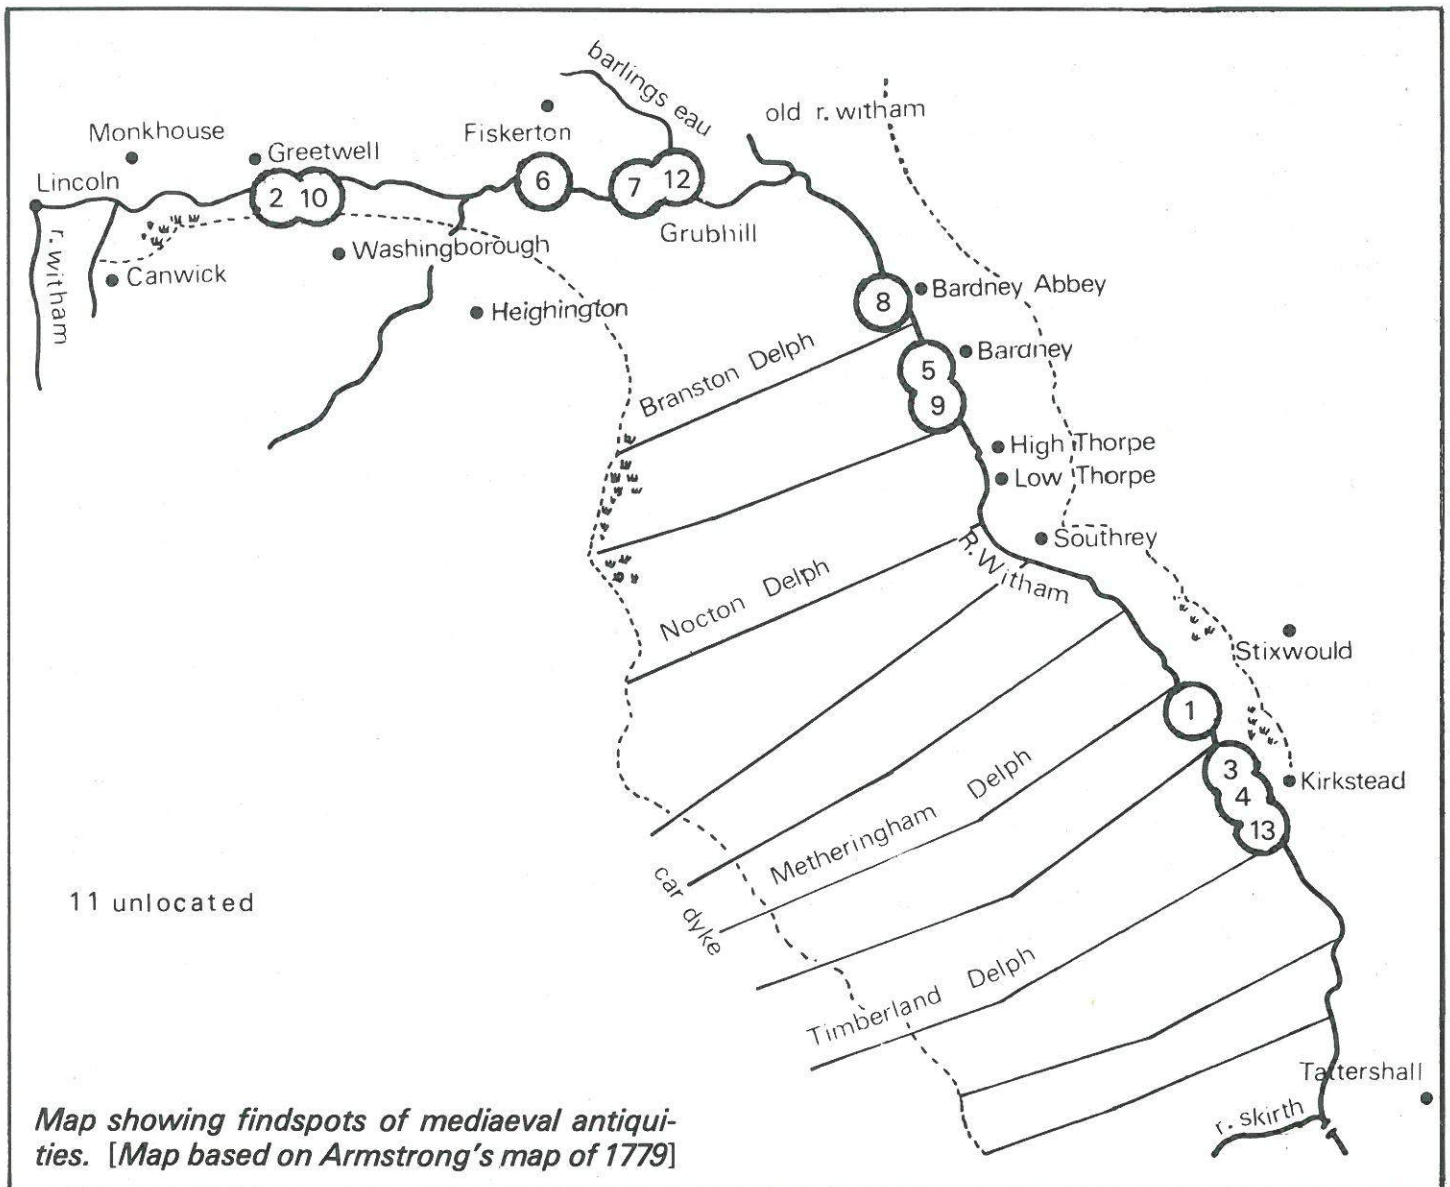 barlings eau
old r. witham
Monkhouse
Fiskerton
Greetwell
Lincoln
2 10
6
7 12
Grubhill
r. witham
Canwick
Washingborough
Heighington
8
Bardney Abbey
Branston Delph
5
Bardney
9
High Thorpe
Low Thorpe
Southrey
R. Witham
Nocton Delph
Stixwould
1
3
4
13
Kirkstead
Metheringham Delph
car dyke
11 unlocated
Timberland Delph
Tattershall
r. skirth
Map showing findspots of mediaeval antiqui-
ties. [Map based on Armstrong's map of 1779]